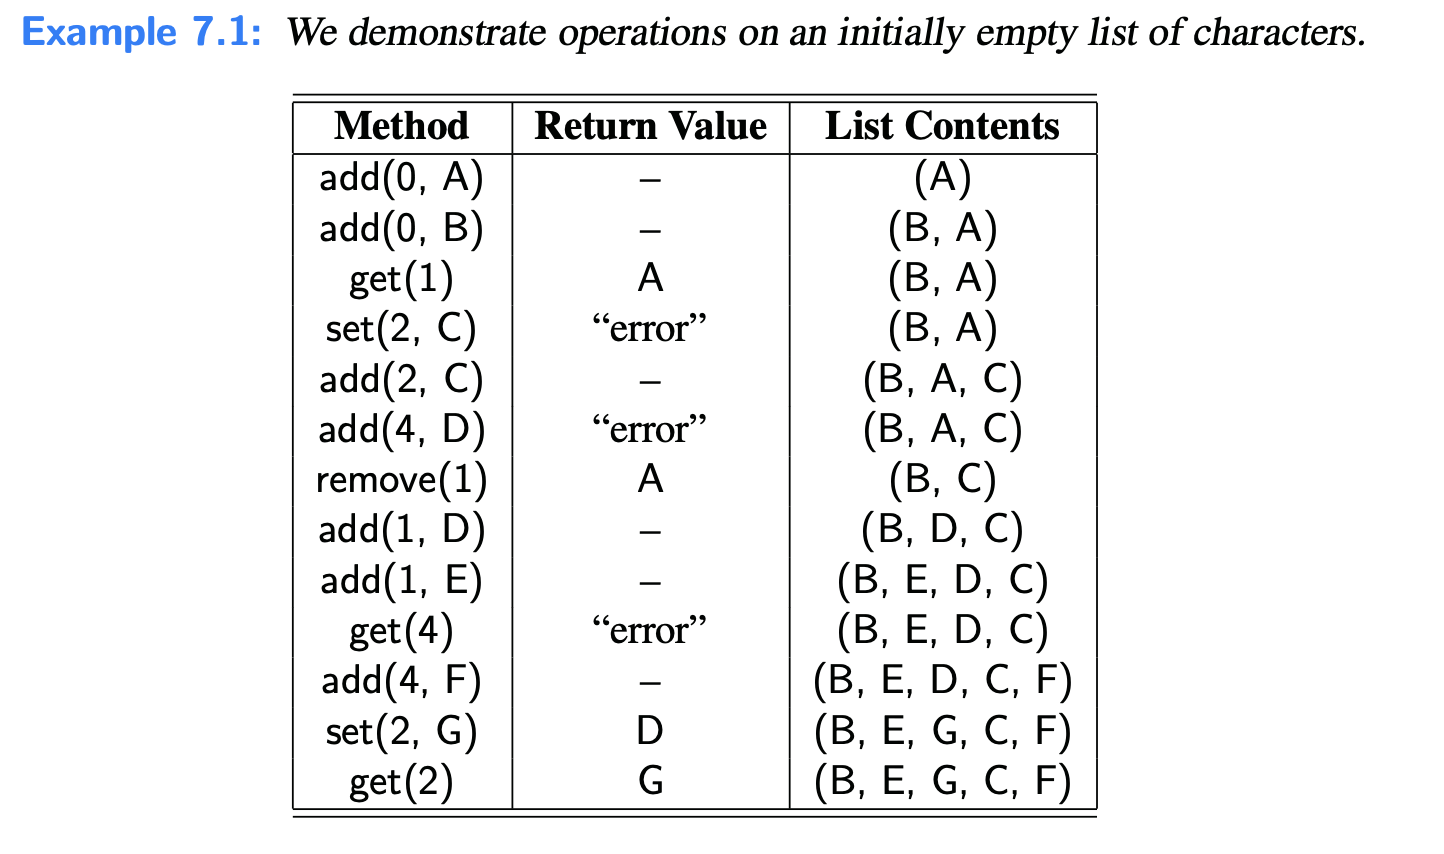 Example 7.1: We demonstrate operations on an initially empty list of characters.
Method Return Value List Contents
add(0, A) – (A)
add(0, B) – (B, A)
get(1) A (B, A)
set(2, C) “error” (B, A)
add(2, C) – (B, A, C)
add(4, D) “error” (B, A, C)
remove(1) A (B, C)
add(1, D) – (B, D, C)
add(1, E) – (B, E, D, C)
get(4) “error” (B, E, D, C)
add(4, F) – (B, E, D, C, F)
set(2, G) D (B, E, G, C, F)
get(2) G (B, E, G, C, F)